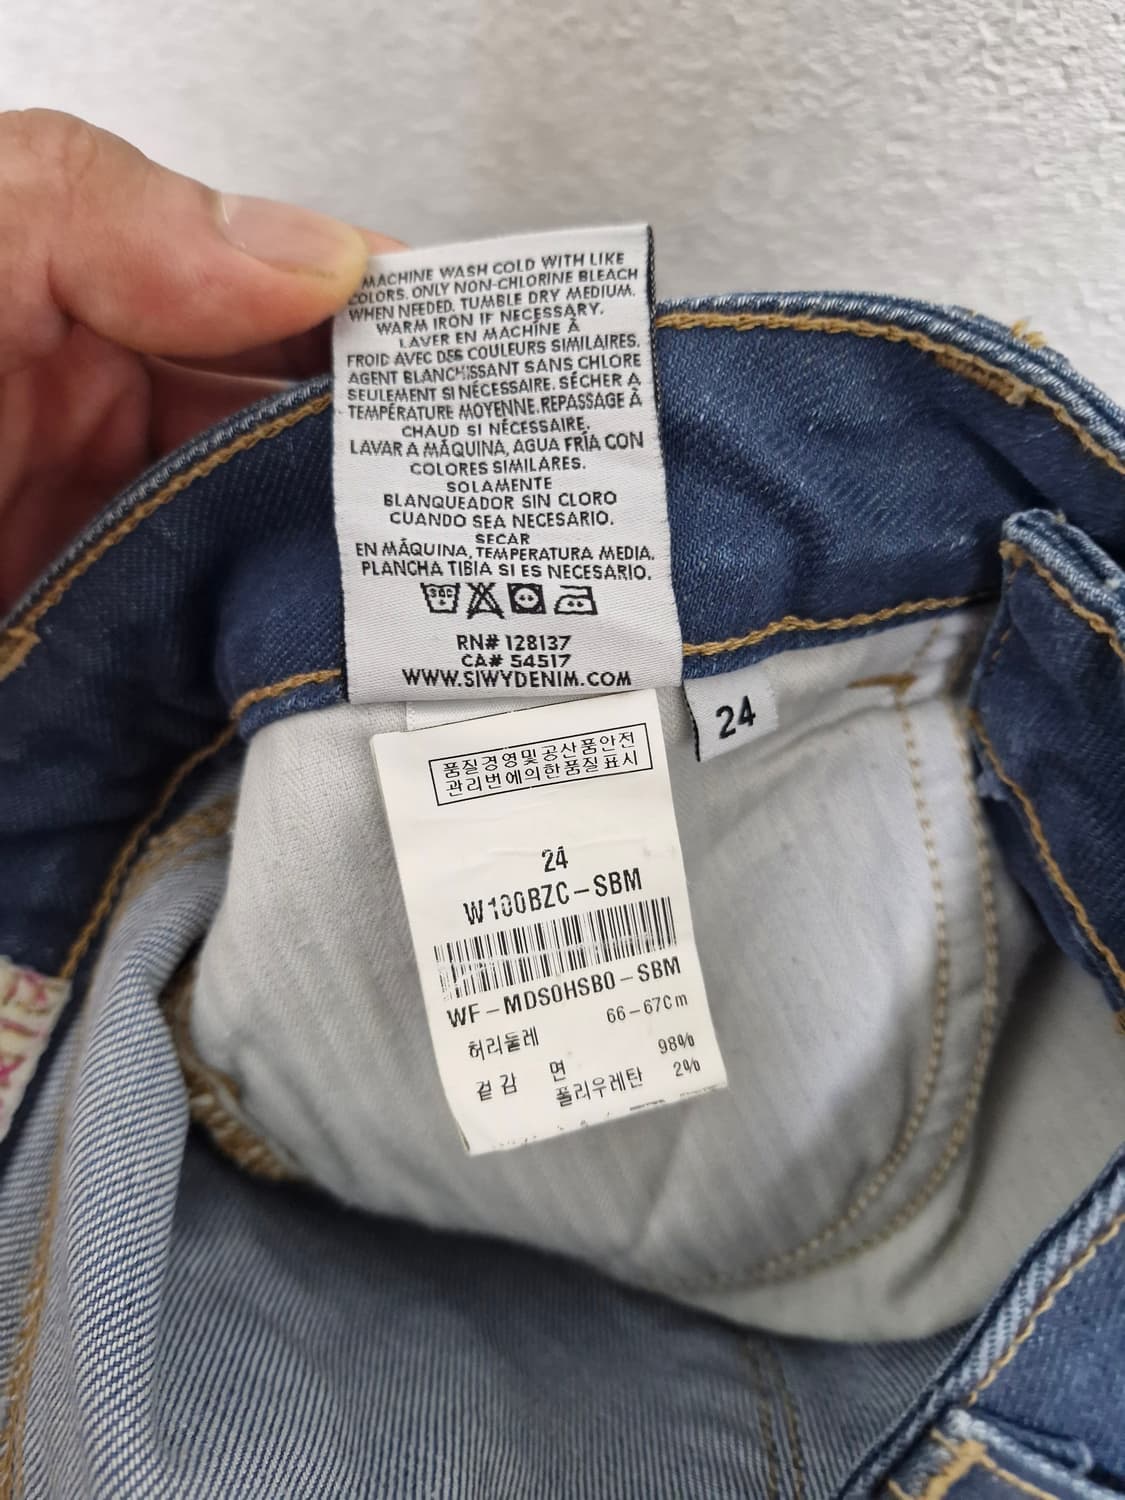 MACHINE WASH COLD WITH LIKE
COLORS. ONLY NON-CHLORINE BLEACH
WHEN NEEDED. TUMBLE DRY MEDIUM.
WARM IRON IF NECESSARY.
LAVER EN MACHINE À
FROID AVEC DES COULEURS SIMILAIRES.
AGENT BLANCHISSANT SANS CHLORE
SEULEMENT SI NÉCESSAIRE. SÉCHER À
TEMPÉRATURE MOYENNE. REPASSAGE À
CHAUD SI NÉCESSAIRE.
LAVAR A MÁQUINA, AGUA FRÍA CON
COLORES SIMILARES.
SOLAMENTE
BLANQUEADOR SIN CLORO
CUANDO SEA NECESARIO.
SECAR
EN MÁQUINA, TEMPERATURA MEDIA.
PLANCHA TIBIA SI ES NECESARIO.
RN# 128137
CA# 54517
WWW.SIWYDENIM.COM
24
품질경영및공산품안전
관리번에의한품질표시
24
W100BZC-SBM
WF-MDS0HSB0-SBM
허리둘레 66-67Cm
겉감 면 98%
폴리우레탄 2%